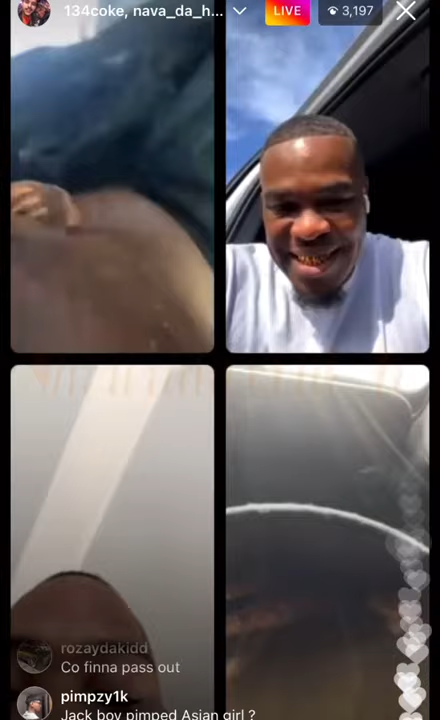 134coke, nava_da_h...
LIVE
3,197
rozaydakidd
Co finna pass out
pimpzy1k
Jack boy pimped Asian girl ?